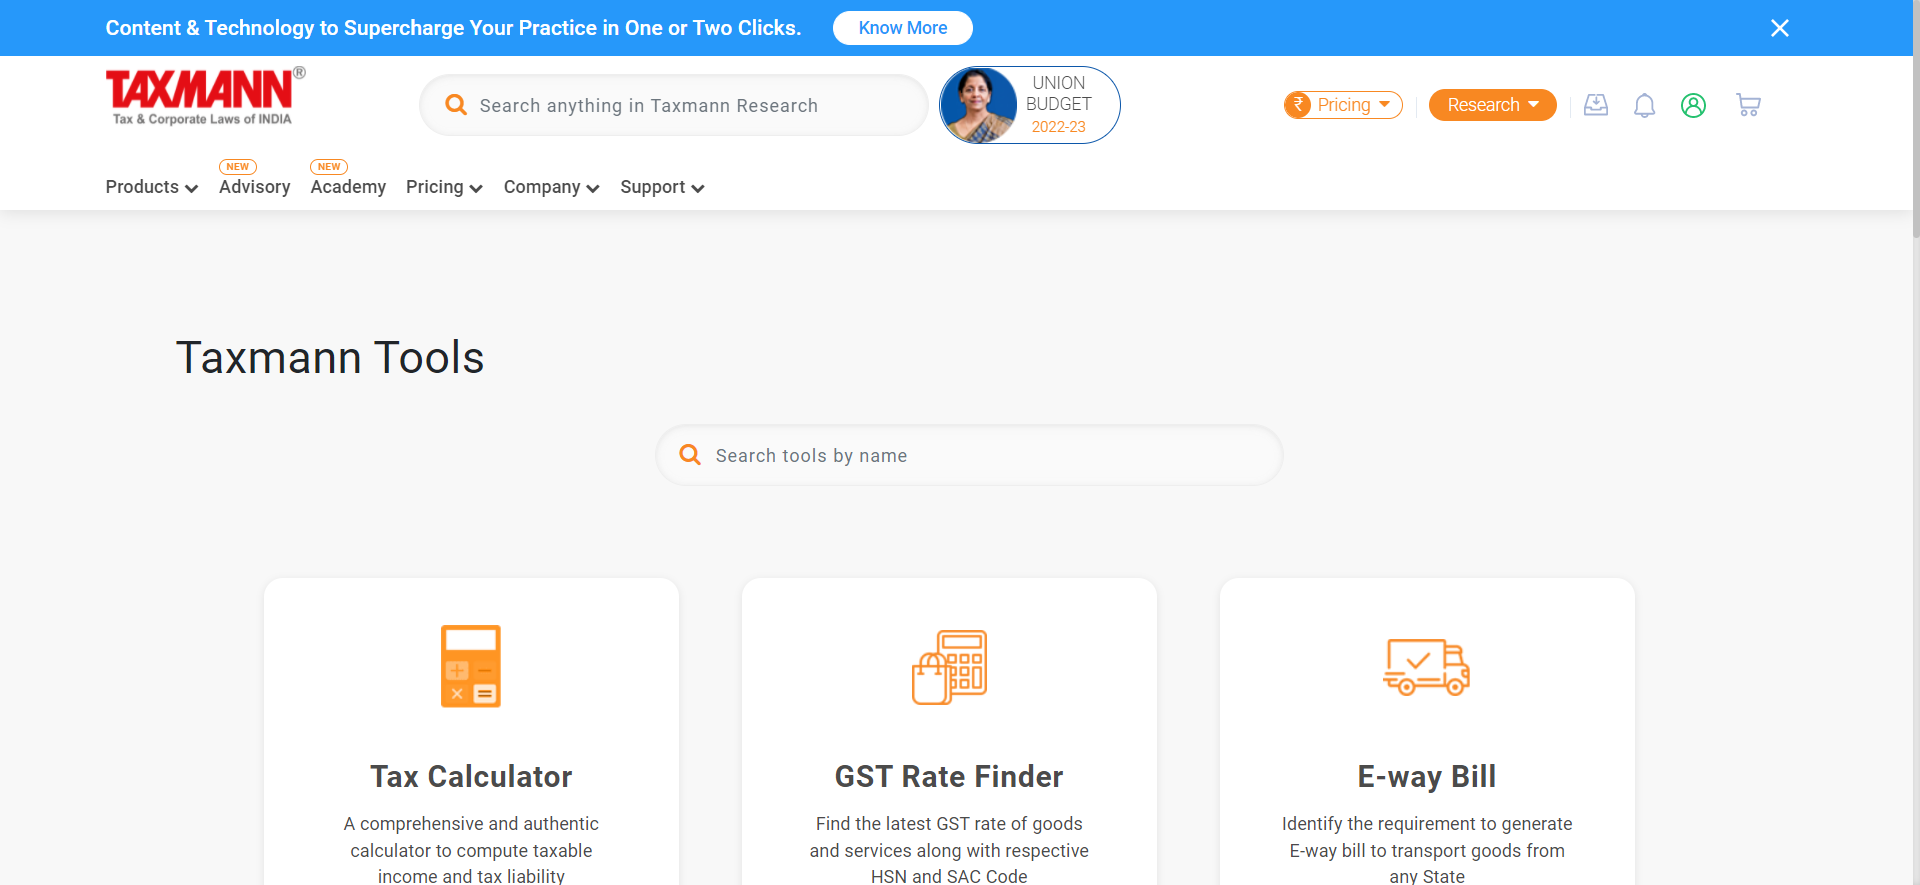 Content & Technology to Supercharge Your Practice in One or Two Clicks.
Know More
TAXMANN®
Tax & Corporate Laws of INDIA
Search anything in Taxmann Research
UNION
BUDGET
2022-23
₹ Pricing
Research
Products
NEW
Advisory
NEW
Academy
Pricing
Company
Support
Taxmann Tools
Search tools by name
Tax Calculator
A comprehensive and authentic
calculator to compute taxable
income and tax liability
GST Rate Finder
Find the latest GST rate of goods
and services along with respective
HSN and SAC Code
E-way Bill
Identify the requirement to generate
E-way bill to transport goods from
any State